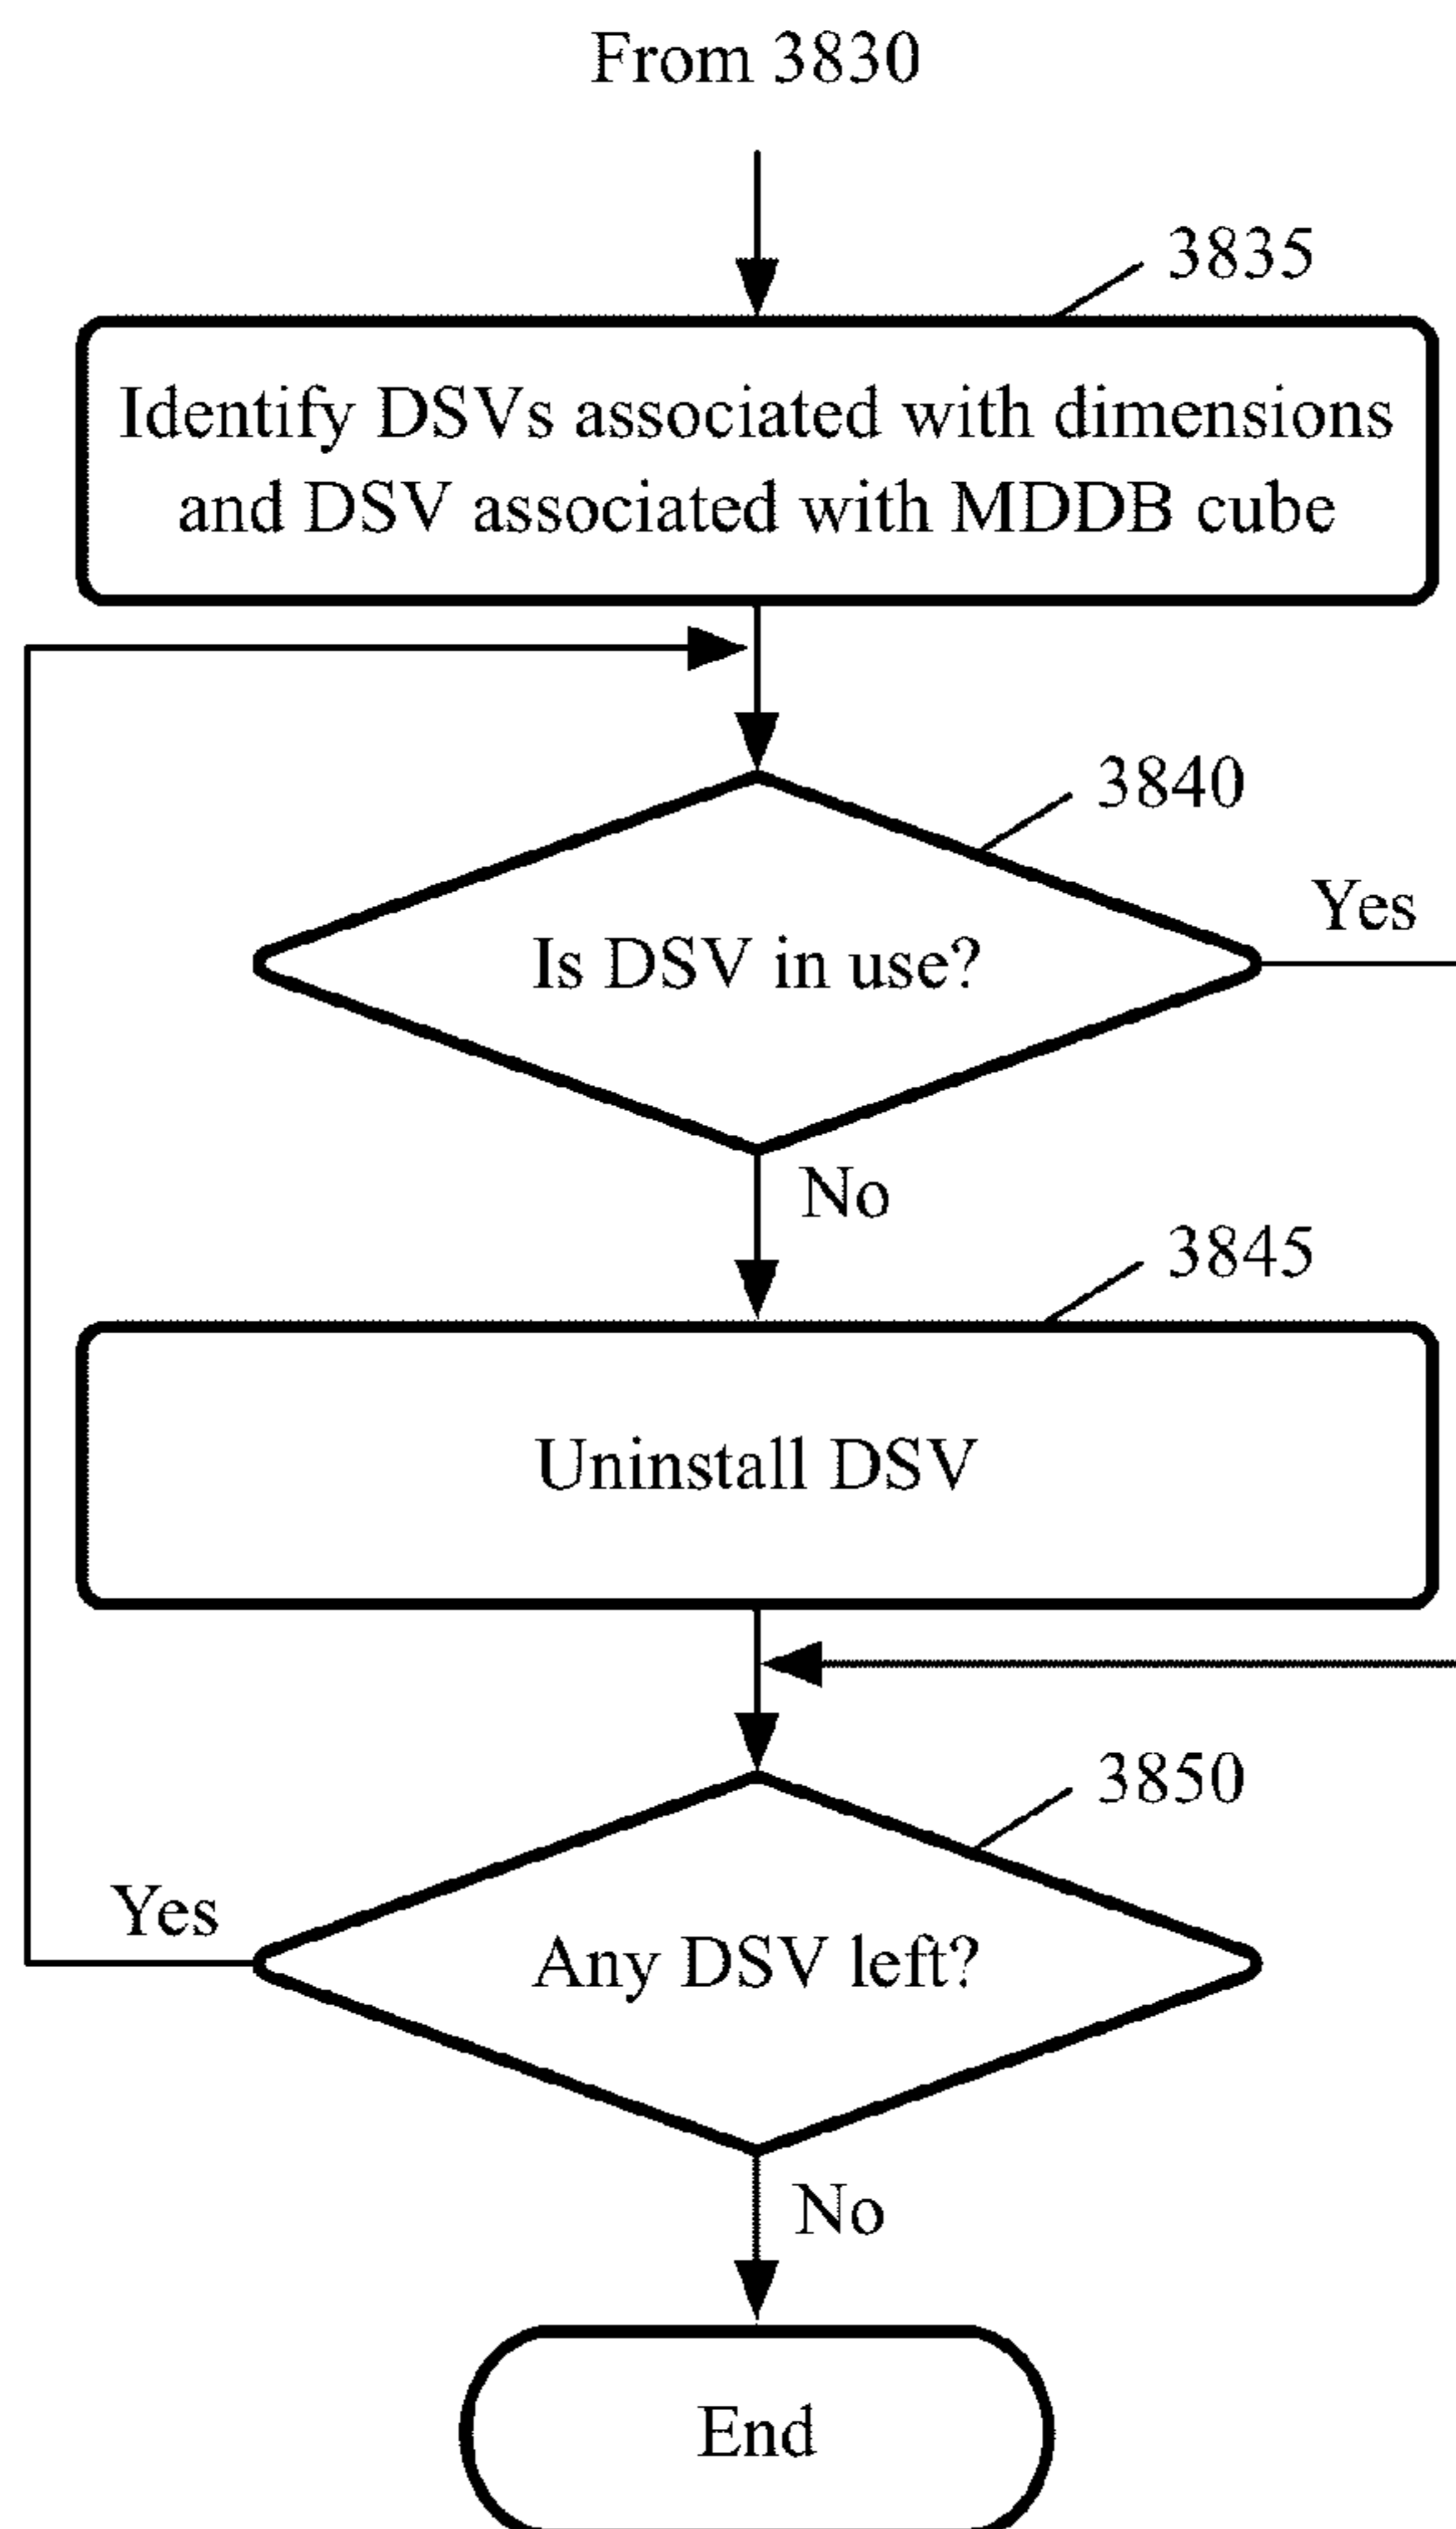 From 3830
3835
Identify DSVs associated with dimensions
and DSV associated with MDDB cube
3840
Yes
Is DSV in use?
No
3845
Uninstall DSV
3850
Yes
Any DSV left?
No
End